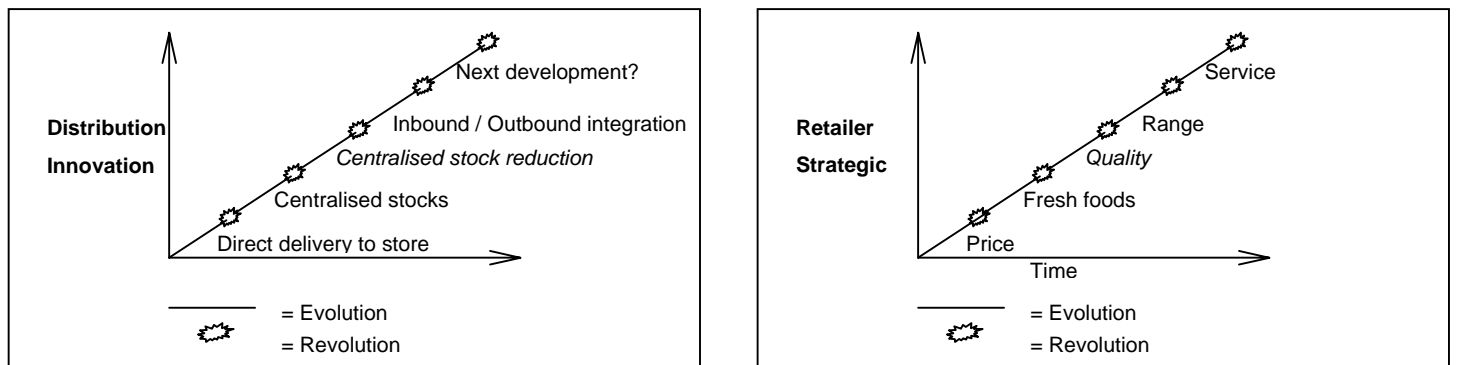 Next development?
Distribution
Inbound / Outbound integration
Innovation
Centralised stock reduction
Centralised stocks
Direct delivery to store
= Evolution
= Revolution
Service
Retailer
Range
Strategic
Quality
Fresh foods
Price
Time
= Evolution
= Revolution